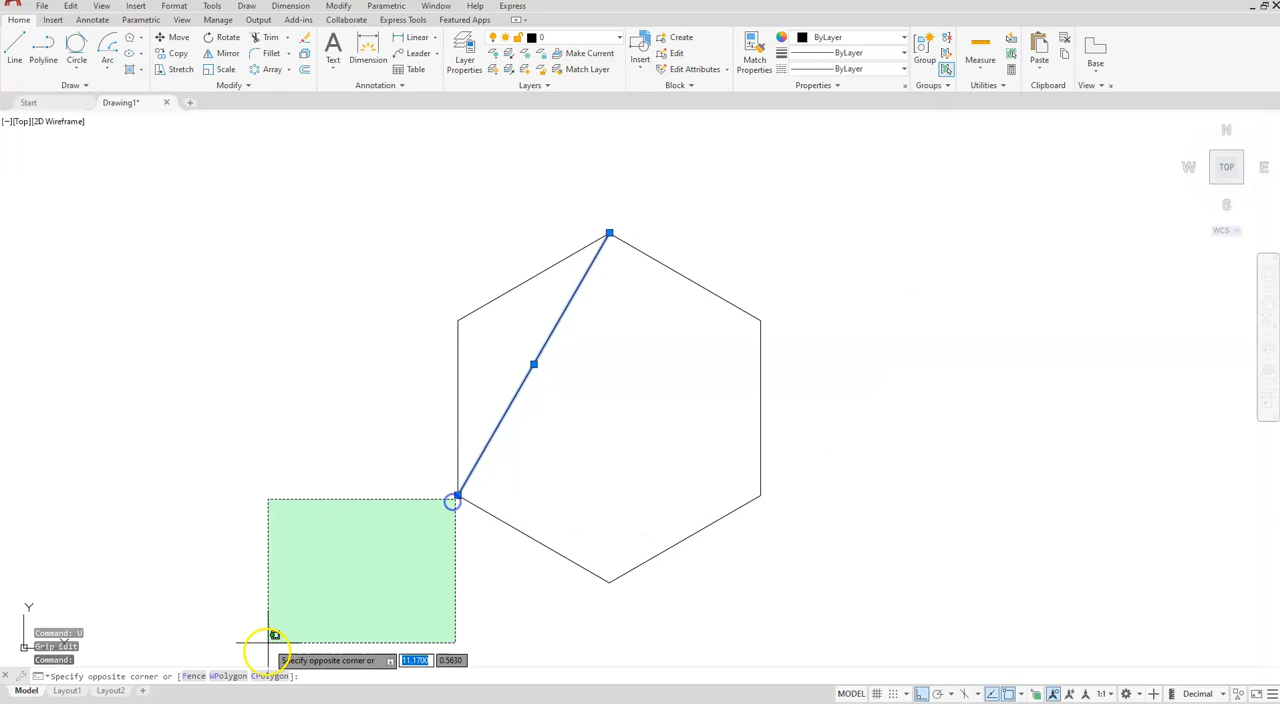 File Edit View Insert Format Tools Draw Dimension Modify Parametric Window Help Express
Home Insert Annotate Parametric View Manage Output Add-ins Collaborate Express Tools Featured Apps
Line Polyline Circle Arc
Move Rotate Trim
Copy Mirror Fillet
Stretch Scale Array
Draw Modify
Text Dimension
Linear
Leader
Table
Annotation
Layer Properties
0
Make Current
Match Layer
Layers
Insert
Create
Edit
Edit Attributes
Block
Match Properties
ByLayer
ByLayer
ByLayer
Properties
Group
Groups
Measure
Utilities
Paste
Clipboard
Base
View
Start Drawing1*
[−][Top][2D Wireframe]
N
W TOP E
S
WCS
Y
X
Command: U
Grip Edit
Command:
Specify opposite corner or 11.1700 0.5630
Specify opposite corner or [Fence WPolygon CPolygon]:
Model Layout1 Layout2
MODEL 1:1 Decimal